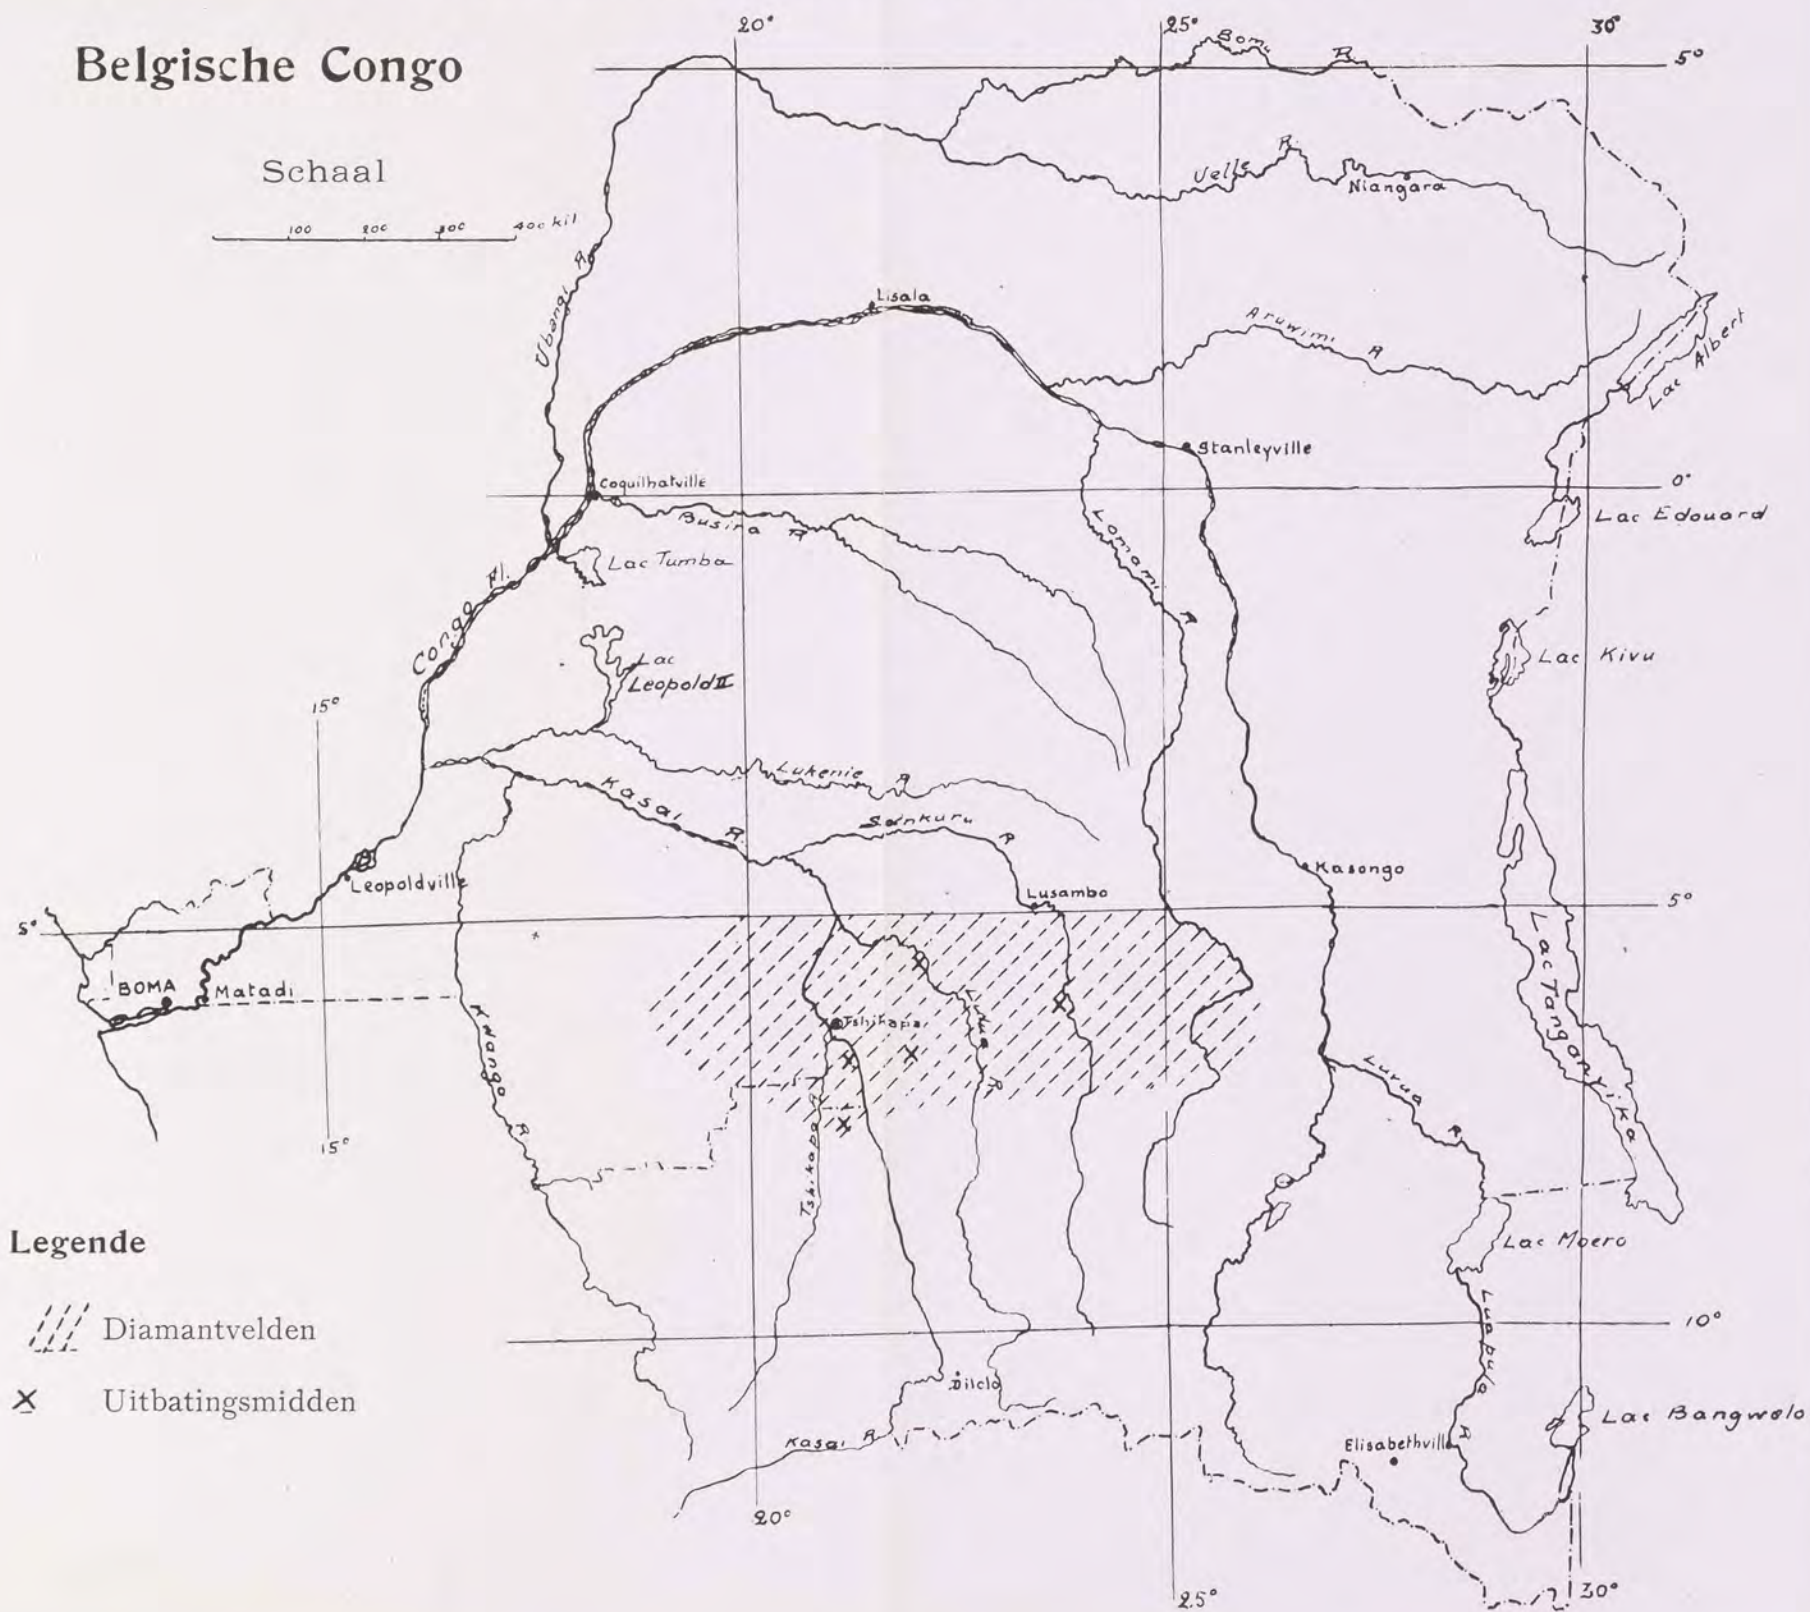 Belgische Congo
Schaal
100 200 300 400 kil
20°
25°
30°
5°
Bomu R
Uelle R
Niangara
Ubangi R
Lisala
Aruwimi R
Lac Albert
Stanleyville
Coquilhatville
0°
Busira R
Lomami R
Lac Edouard
Lac Tumba
Congo Fl.
Lac
Leopold II
Lac Kivu
15°
Lukenie R
Kasai R
Sankuru R
Leopoldville
Lusambo
Kasongo
5°
5°
BOMA
Matadi
Kwango R
Tshikapa
Lulua R
Lac Tanganyika
Luvua R
15°
Tshikapa R
Legende
Diamantvelden
Uitbatingsmidden
Lac Moero
Luapula R
10°
Dilolo
Kasai R
Elisabethville
Lac Bangwelo
20°
25°
30°